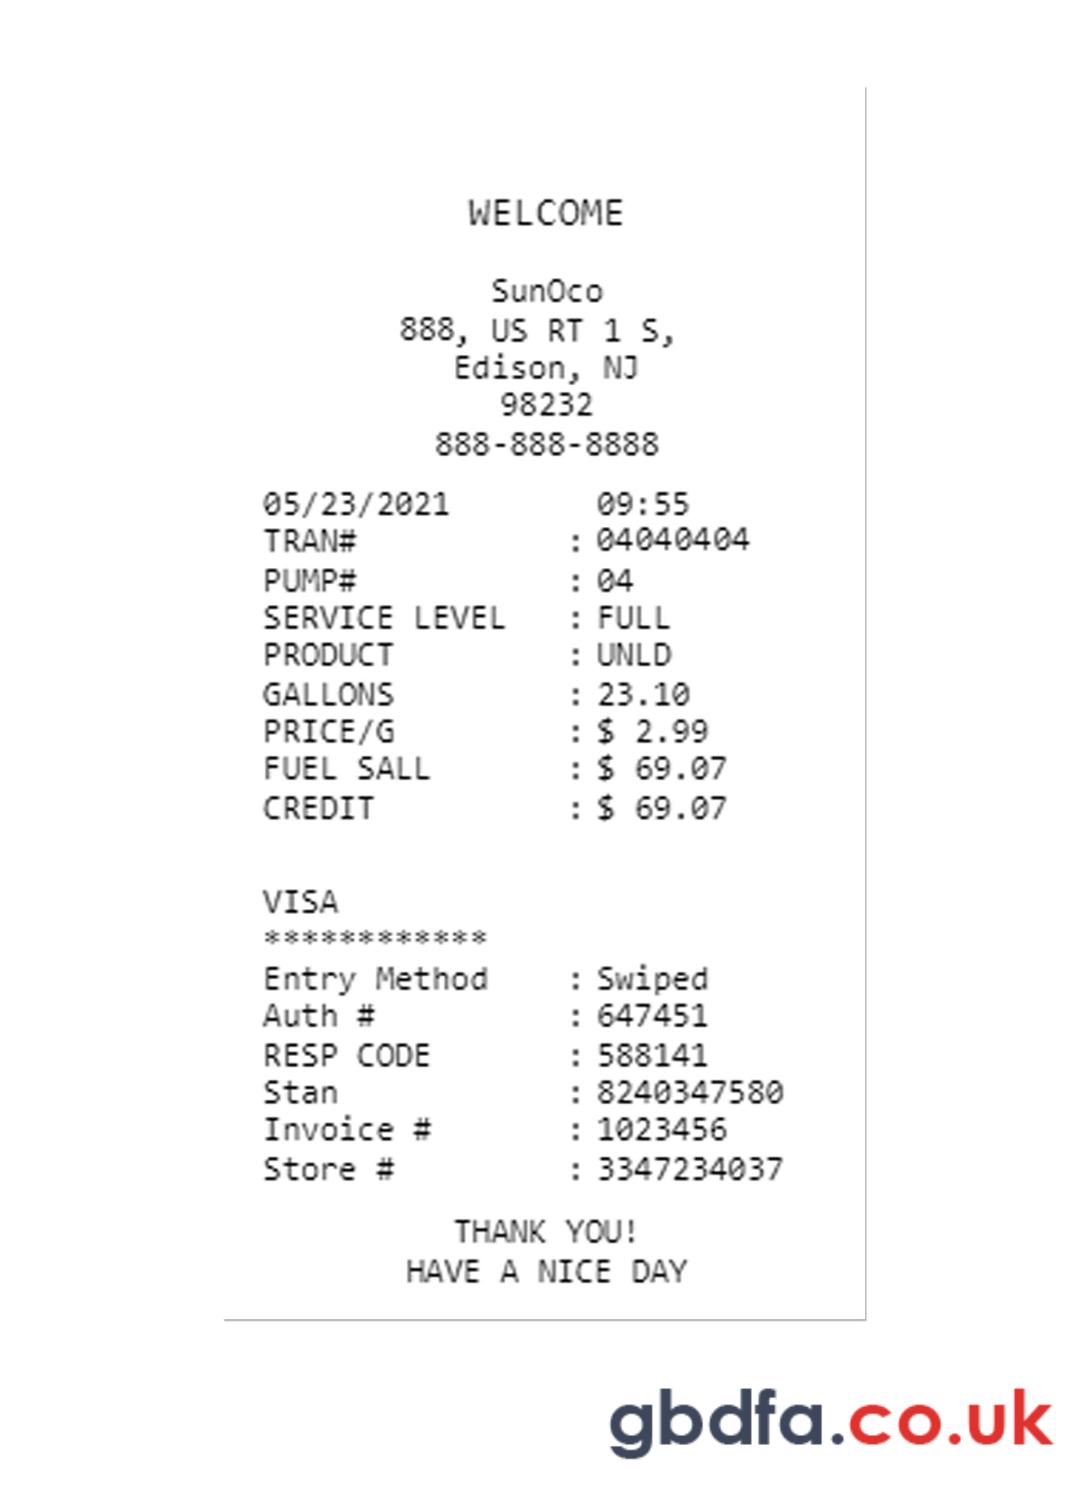 WELCOME
SunOco
888, US RT 1 S,
Edison, NJ
98232
888-888-8888
05/23/2021 09:55
TRAN# : 04040404
PUMP# : 04
SERVICE LEVEL : FULL
PRODUCT : UNLD
GALLONS : 23.10
PRICE/G : $ 2.99
FUEL SALL : $ 69.07
CREDIT : $ 69.07
VISA
************
Entry Method : Swiped
Auth # : 647451
RESP CODE : 588141
Stan : 8240347580
Invoice # : 1023456
Store # : 3347234037
THANK YOU!
HAVE A NICE DAY
gbdfa.co.uk